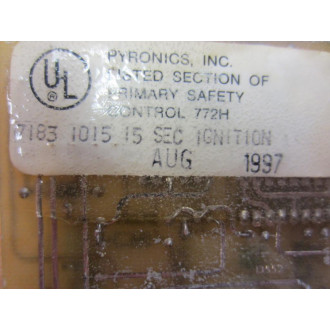 UL
PYRONICS, INC.
LISTED SECTION OF
PRIMARY SAFETY
CONTROL 772H
7183 1015 15 SEC IGNITION
AUG 1997